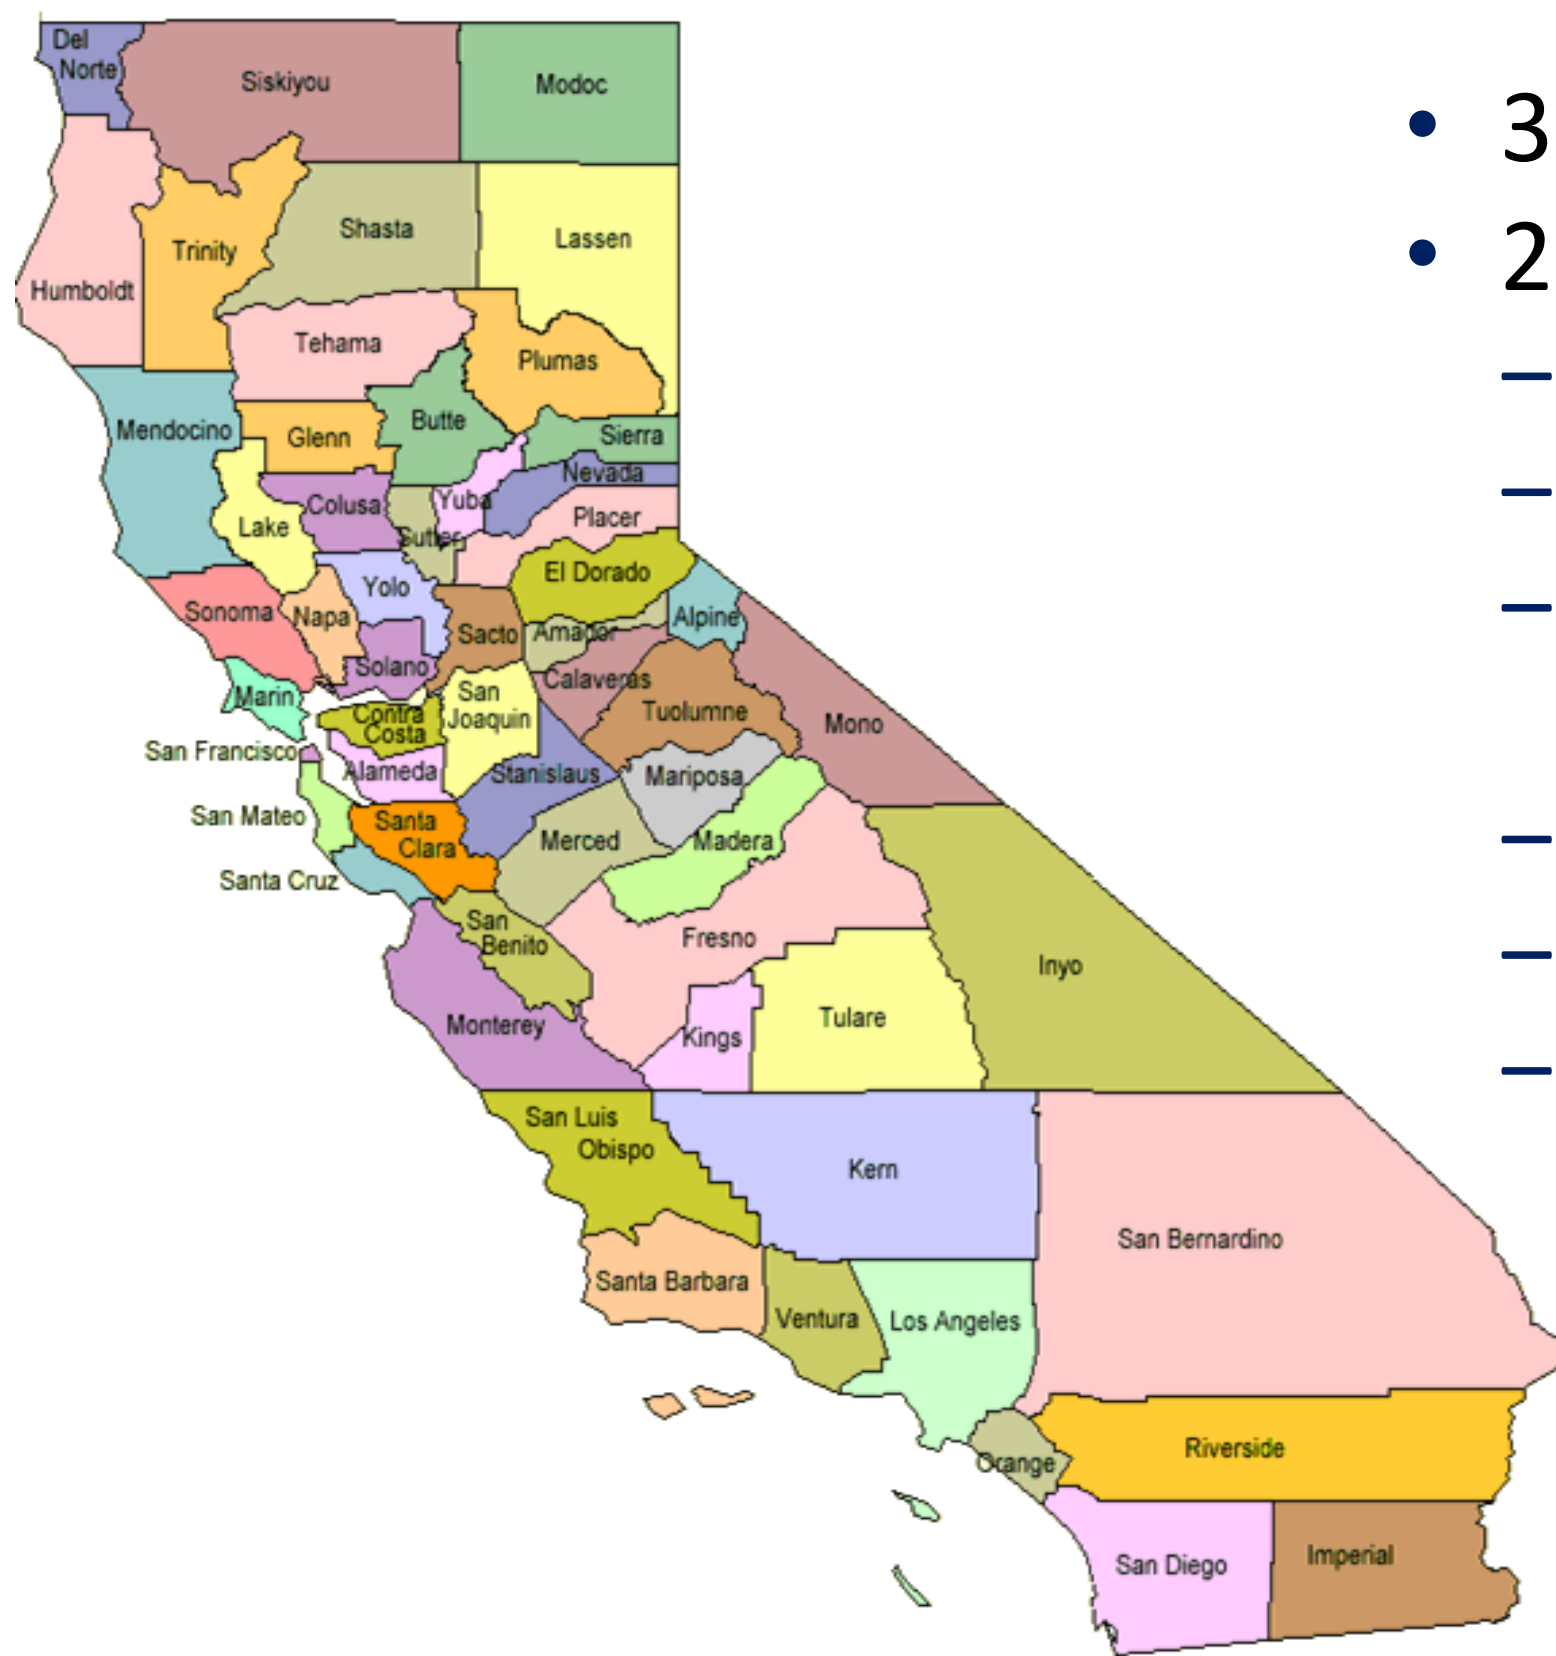 Del
Norte
Siskiyou
Modoc
• 3
Shasta
Lassen
Trinity
• 2
Humboldt
Tehama
Plumas
–
Mendocino
Glenn
Butte
Sierra
Nevada
–
Colusa
Yuba
Placer
Lake
Sutter
Yolo
El Dorado
–
Sonoma
Napa
Sacto
Amador
Alpine
Solano
Calaveras
Marin
San
Joaquin
Contra
Costa
Tuolumne
Mono
San Francisco
Alameda
Stanislaus
Mariposa
San Mateo
Santa
Clara
Merced
Madera
–
Santa Cruz
San
Benito
Fresno
Inyo
–
Monterey
Kings
Tulare
–
San Luis
Obispo
Kern
San Bernardino
Santa Barbara
Ventura
Los Angeles
Orange
Riverside
San Diego
Imperial